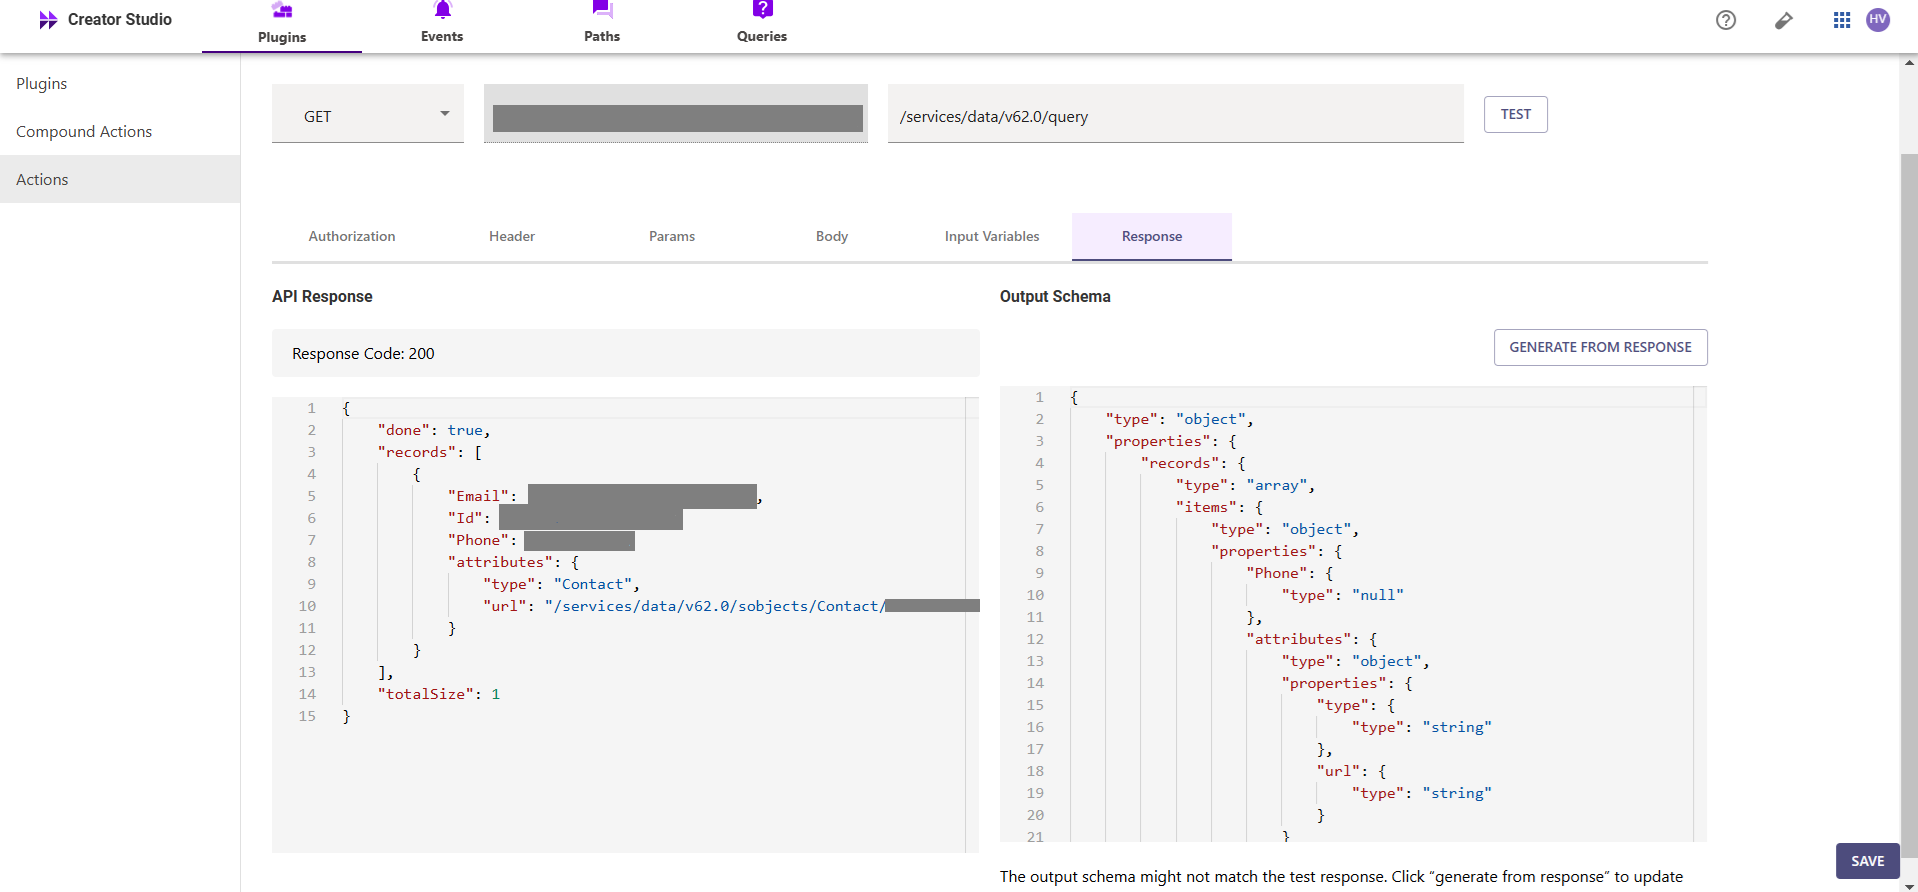 Creator Studio
Plugins
Events
Paths
Queries
HV
Plugins
Compound Actions
Actions
GET
/services/data/v62.0/query
TEST
Authorization
Header
Params
Body
Input Variables
Response
API Response
Response Code: 200
1 {
2 "done": true,
3 "records": [
4 {
5 "Email": ,
6 "Id":
7 "Phone":
8 "attributes": {
9 "type": "Contact",
10 "url": "/services/data/v62.0/sobjects/Contact/
11 }
12 }
13 ],
14 "totalSize": 1
15 }
Output Schema
GENERATE FROM RESPONSE
1 {
2 "type": "object",
3 "properties": {
4 "records": {
5 "type": "array",
6 "items": {
7 "type": "object",
8 "properties": {
9 "Phone": {
10 "type": "null"
11 },
12 "attributes": {
13 "type": "object",
14 "properties": {
15 "type": {
16 "type": "string"
17 },
18 "url": {
19 "type": "string"
20 }
21 }
The output schema might not match the test response. Click “generate from response” to update
SAVE